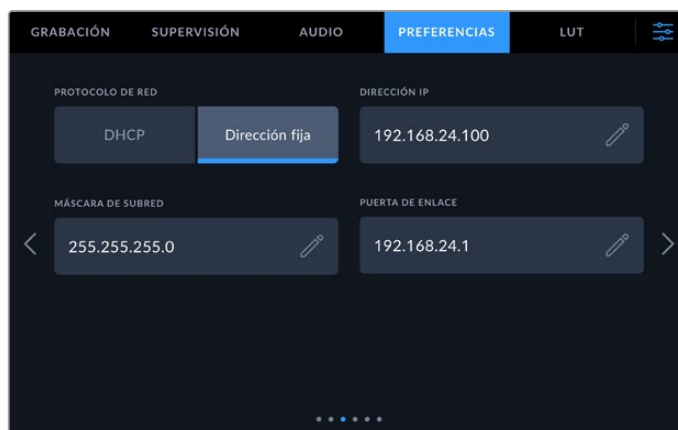 GRABACIÓN SUPERVISIÓN AUDIO PREFERENCIAS LUT
PROTOCOLO DE RED DIRECCIÓN IP
DHCP Dirección fija 192.168.24.100
MÁSCARA DE SUBRED PUERTA DE ENLACE
255.255.255.0 192.168.24.1